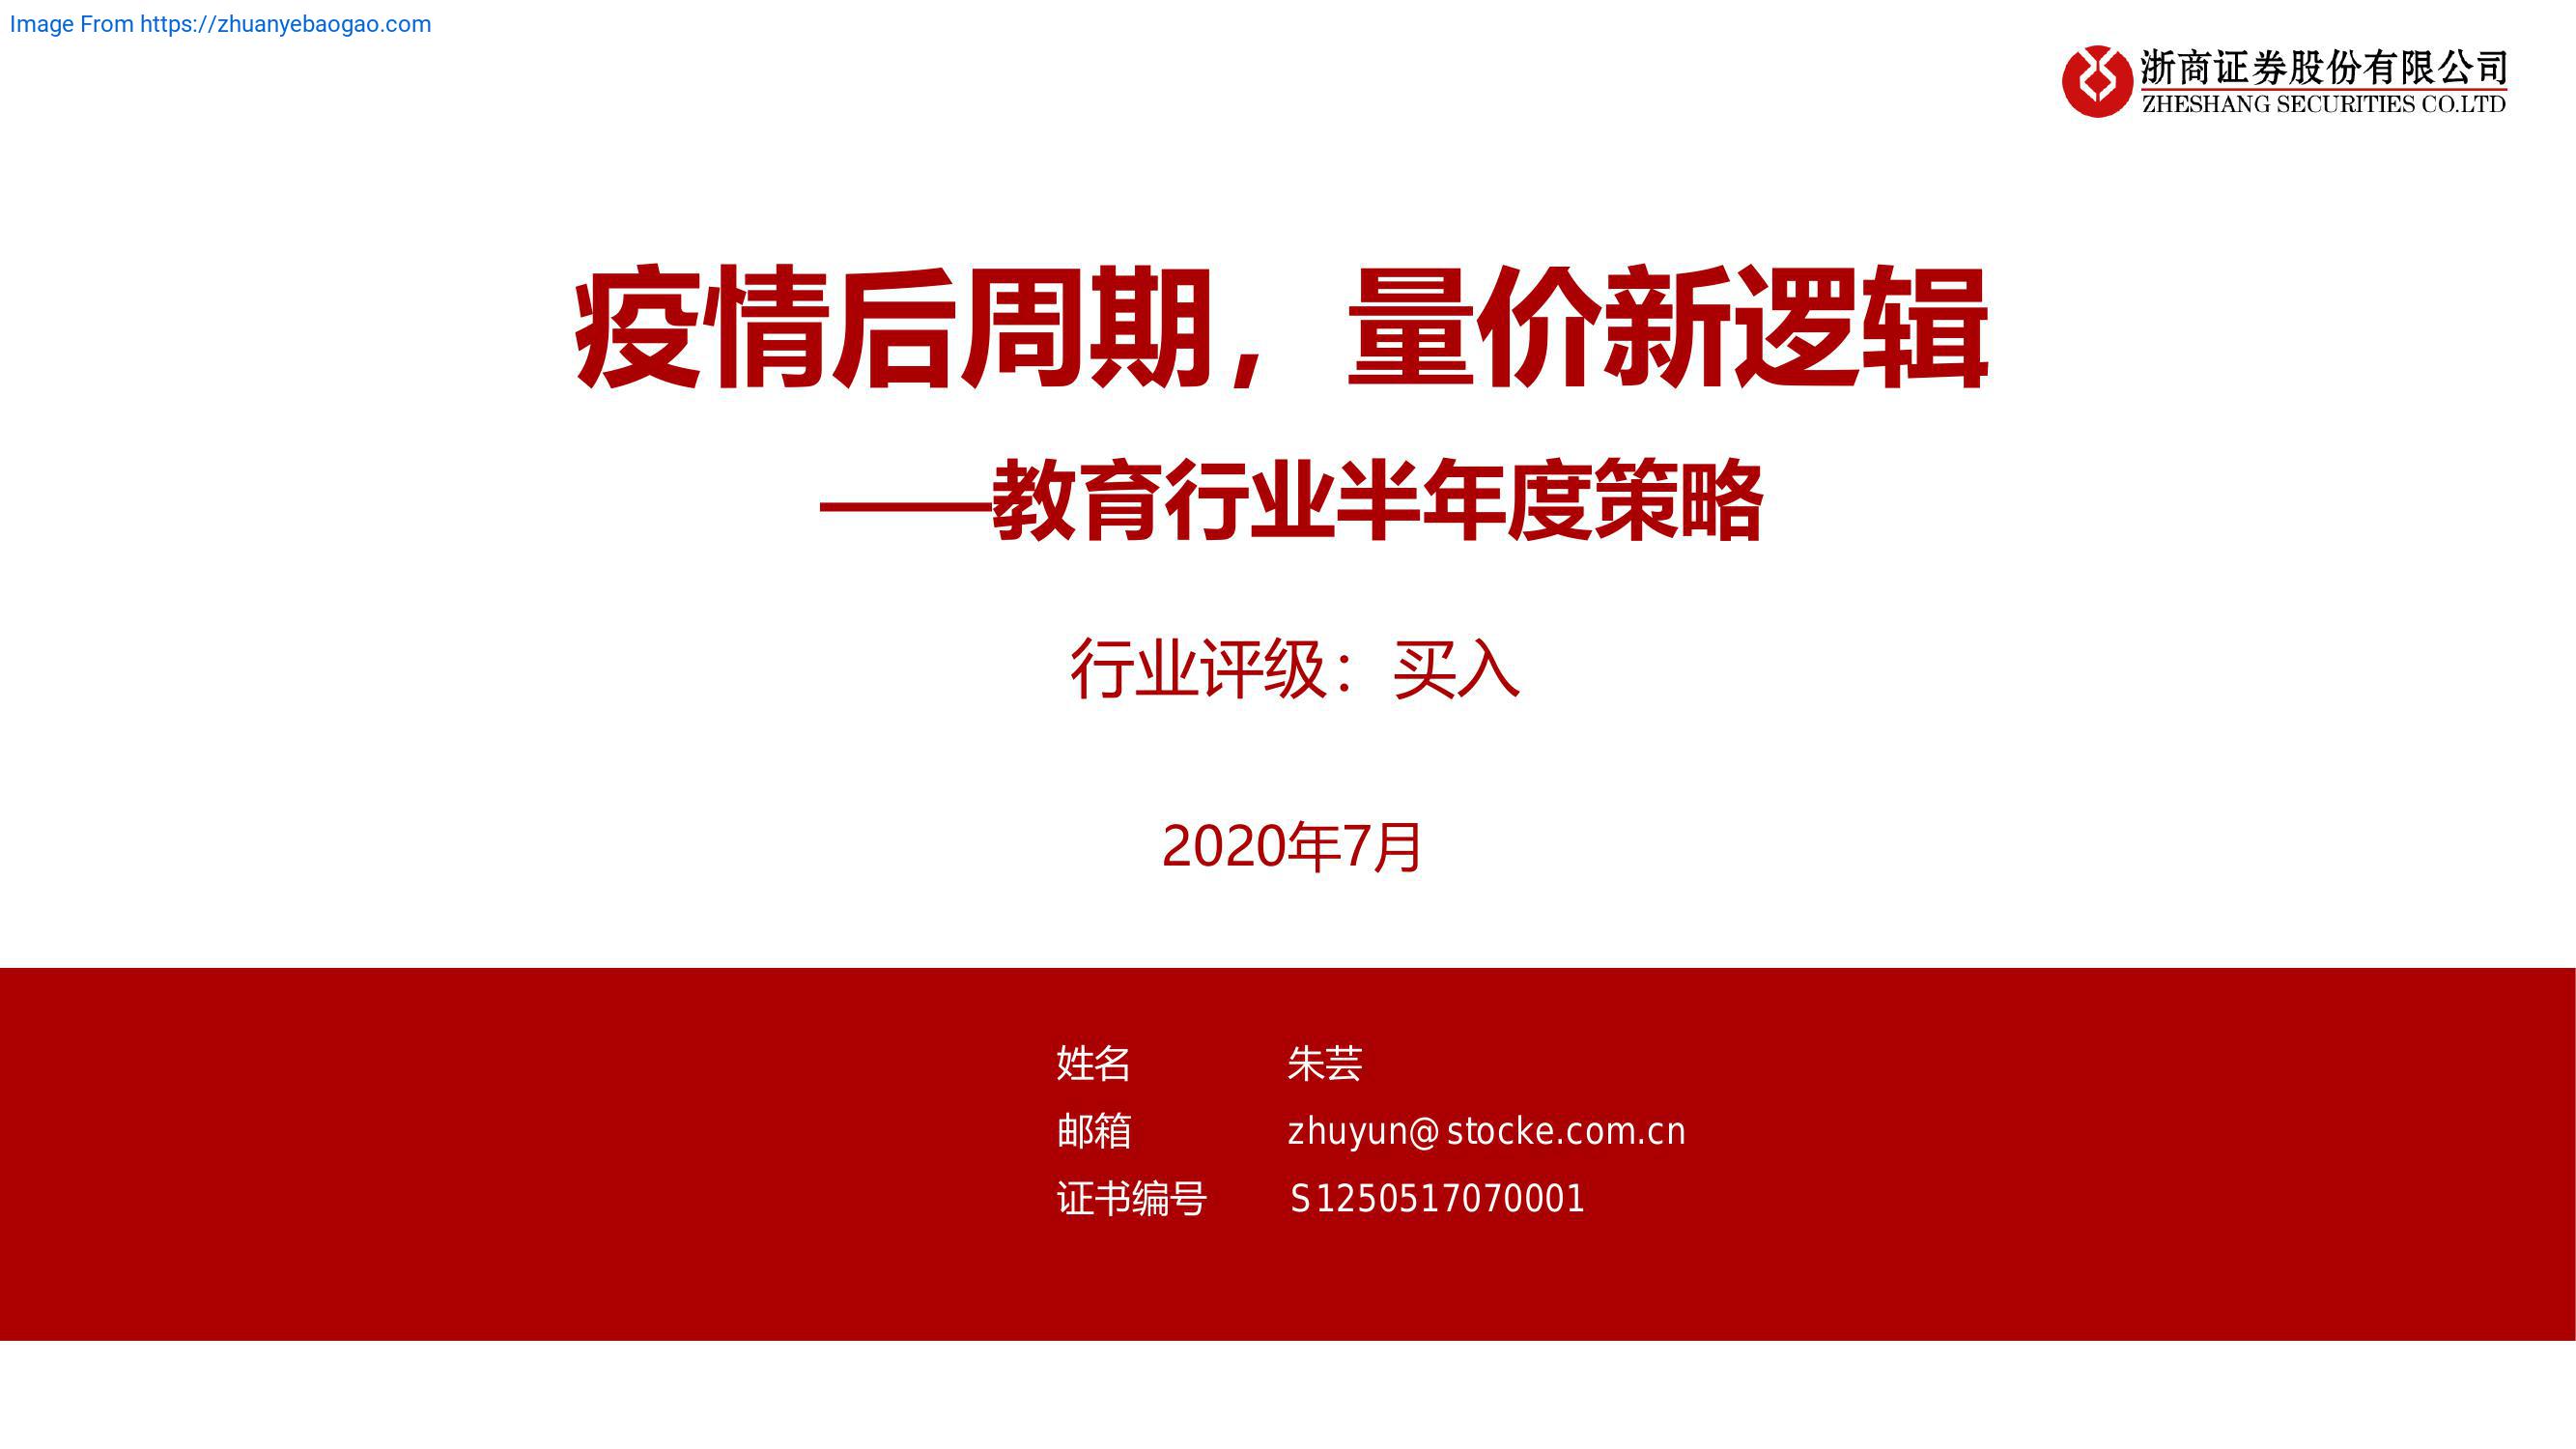 Image From https://zhuanyebaogao.com
浙商证券股份有限公司
ZHESHANG SECURITIES CO.LTD
疫情后周期，量价新逻辑
——教育行业半年度策略
行业评级：买入
2020年7月
姓名 朱芸
邮箱 zhuyun@stocke.com.cn
证书编号 S1250517070001